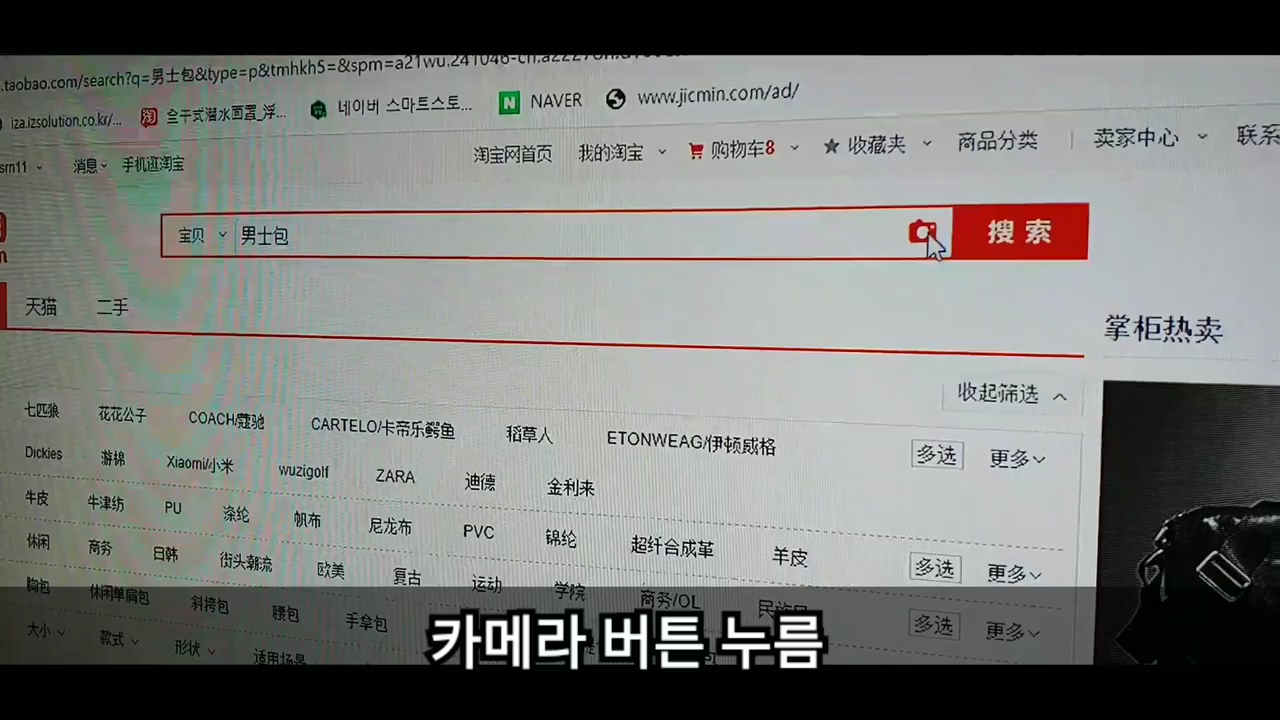 .taobao.com/search?q=男士包&type=p&tmhkh5=&spm=a21wu.241046-cn.a2227oh.d1
iza.izsolution.co.kr/... 全干式潜水面罩_浮... 네이버 스마트스토... NAVER www.jicmin.com/ad/
srn11 消息 手机逛淘宝 淘宝网首页 我的淘宝 购物车8 收藏夹 商品分类 卖家中心 联系
宝贝 男士包 搜索
天猫 二手
掌柜热卖
收起筛选
七匹狼 花花公子 COACH/蔻驰 CARTELO/卡帝乐鳄鱼 稻草人 ETONWEAG/伊顿威格 多选 更多
Dickies 游棉 Xiaomi/小米 wuzigolf ZARA 迪德 金利来
牛皮 牛津纺 PU 涤纶 帆布 尼龙布 PVC 锦纶 超纤合成革 羊皮 多选 更多
休闲 商务 日韩 街头潮流 欧美 复古 运动 学院 商务/OL 民族风 多选 更多
胸包 休闲单肩包 斜挎包 腰包 手拿包
大小 款式 形状 适用场景
카메라 버튼 누름